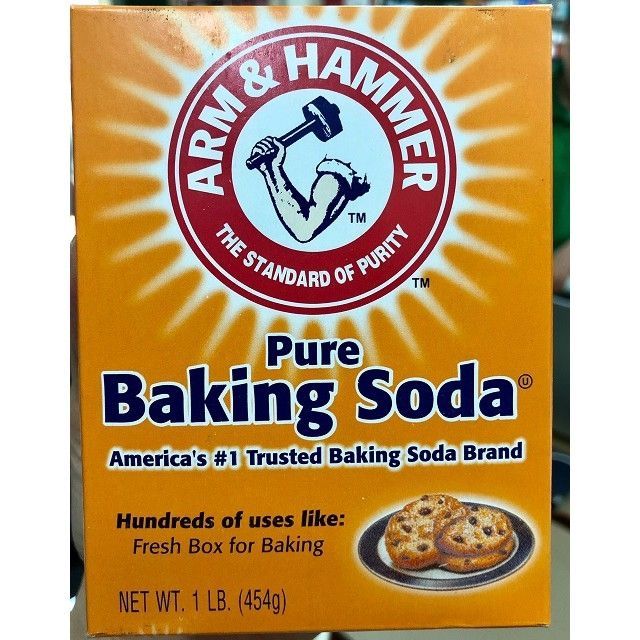 ARM & HAMMER
TM
THE STANDARD OF PURITY
TM
Pure
Baking Soda Ⓤ
America's #1 Trusted Baking Soda Brand
Hundreds of uses like:
Fresh Box for Baking
NET WT. 1 LB. (454g)